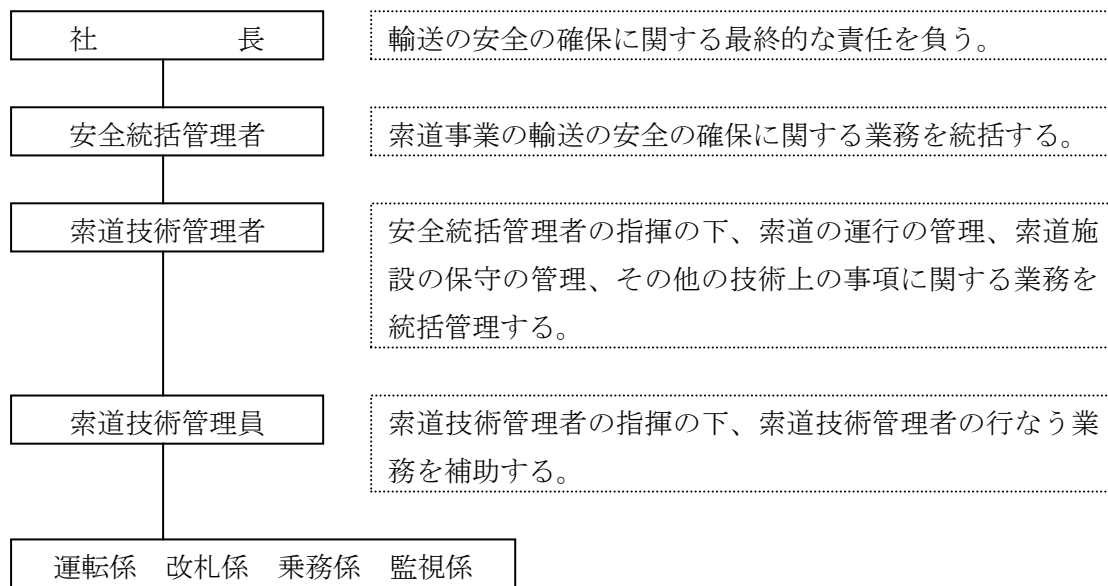 社　　　　　長
輸送の安全の確保に関する最終的な責任を負う。
安全統括管理者
索道事業の輸送の安全の確保に関する業務を統括する。
索道技術管理者
安全統括管理者の指揮の下、索道の運行の管理、索道施
設の保守の管理、その他の技術上の事項に関する業務を
統括管理する。
索道技術管理員
索道技術管理者の指揮の下、索道技術管理者の行なう業
務を補助する。
運転係　改札係　乗務係　監視係